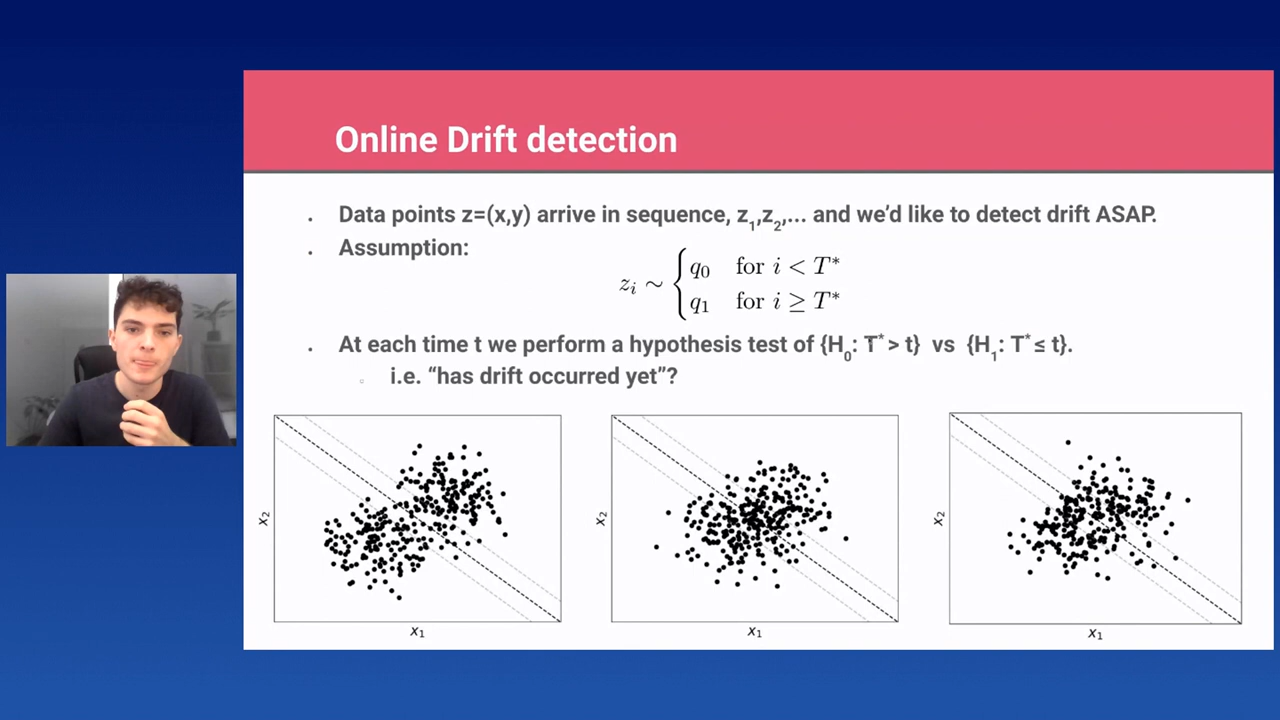 Online Drift detection
. Data points z=(x,y) arrive in sequence, z₁,z₂,... and we'd like to detect drift ASAP.
. Assumption:
zᵢ ∼ { q₀ for i < T*
q₁ for i ≥ T*
. At each time t we perform a hypothesis test of {H₀: T* > t} vs {H₁: T* ≤ t}.
i.e. “has drift occurred yet”?
x₂ x₂ x₂
x₁ x₁ x₁